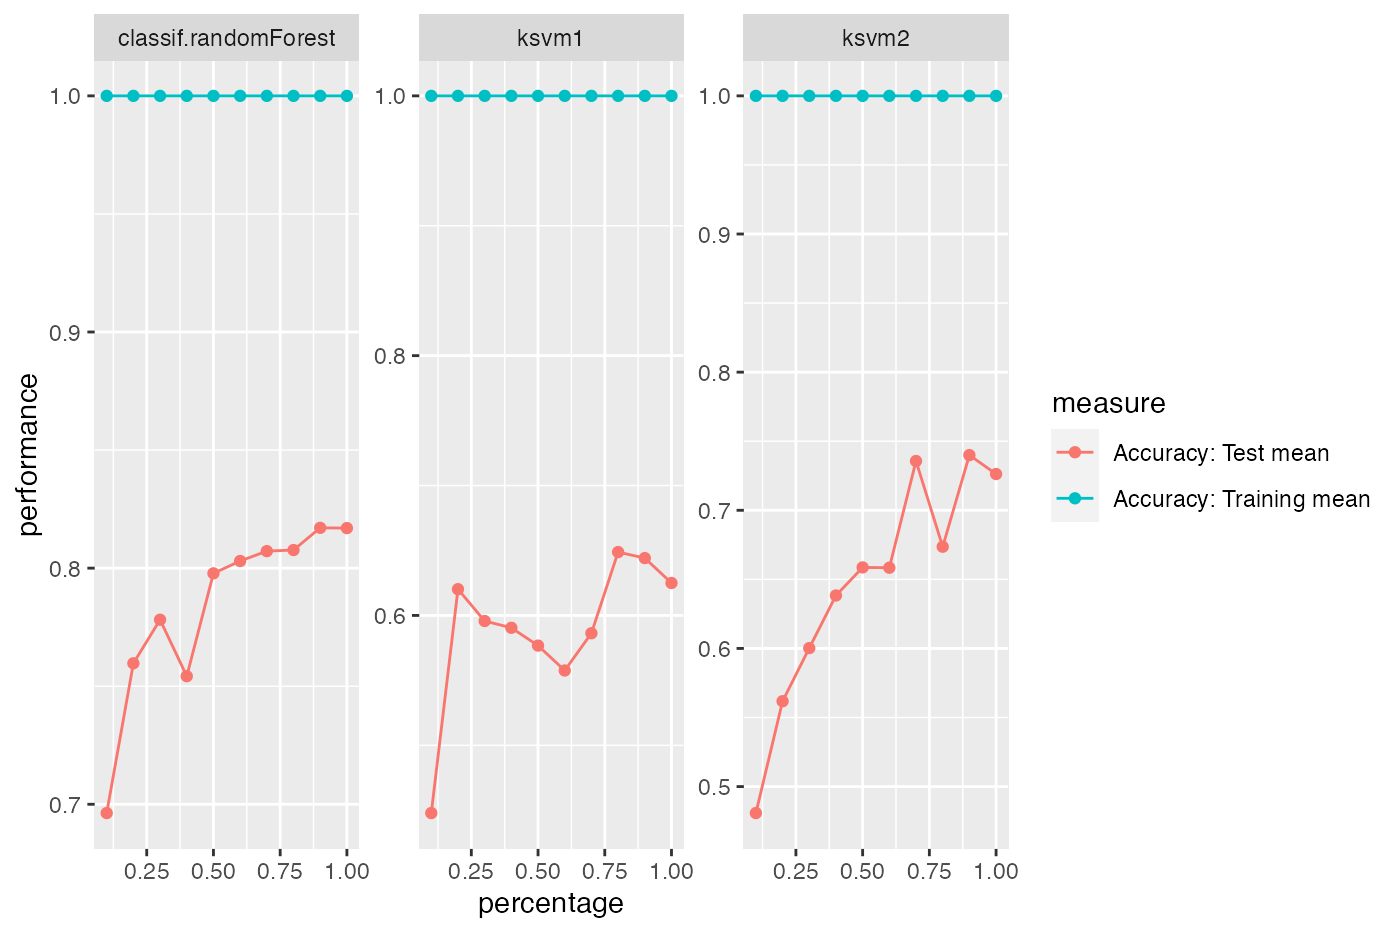 classif.randomForest
ksvm1
ksvm2
performance
1.0
0.9
0.8
0.7
1.0
0.8
0.6
1.0
0.9
0.8
0.7
0.6
0.5
0.25 0.50 0.75 1.00
0.25 0.50 0.75 1.00
0.25 0.50 0.75 1.00
percentage
measure
Accuracy: Test mean
Accuracy: Training mean